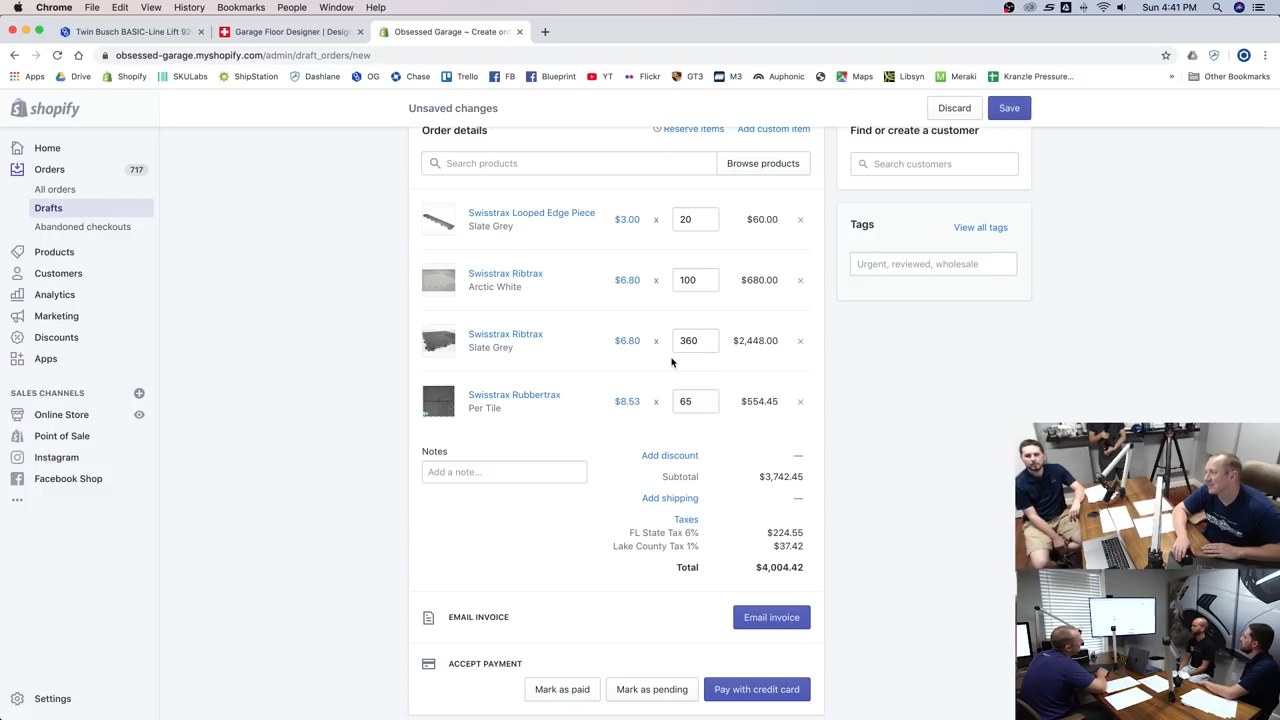 Chrome File Edit View History Bookmarks People Window Help Sun 4:41 PM
Twin Busch BASIC-Line Lift 92 Garage Floor Designer | Desig Obsessed Garage ~ Create ord
obsessed-garage.myshopify.com/admin/draft_orders/new
Apps Drive Shopify SKULabs ShipStation Dashlane OG Chase Trello FB Blueprint YT Flickr GT3 M3 Auphonic Maps Libsyn Meraki Kranzle Pressure... » Other Bookmarks
shopify Unsaved changes Discard Save
Order details Reserve items Add custom item Find or create a customer
Home
Search products Browse products Search customers
Orders 717
All orders
Drafts
Abandoned checkouts
Products
Customers
Analytics
Marketing
Discounts
Apps
SALES CHANNELS
Online Store
Point of Sale
Instagram
Facebook Shop
Settings
Swisstrax Looped Edge Piece $3.00 x 20 $60.00 ×
Slate Grey
Swisstrax Ribtrax $6.80 x 100 $680.00 ×
Arctic White
Swisstrax Ribtrax $6.80 x 360 $2,448.00 ×
Slate Grey
Swisstrax Rubbertrax $8.53 x 65 $554.45 ×
Per Tile
Tags View all tags
Urgent, reviewed, wholesale
Notes
Add a note...
Add discount —
Subtotal $3,742.45
Add shipping —
Taxes
FL State Tax 6% $224.55
Lake County Tax 1% $37.42
Total $4,004.42
EMAIL INVOICE Email invoice
ACCEPT PAYMENT
Mark as paid Mark as pending Pay with credit card